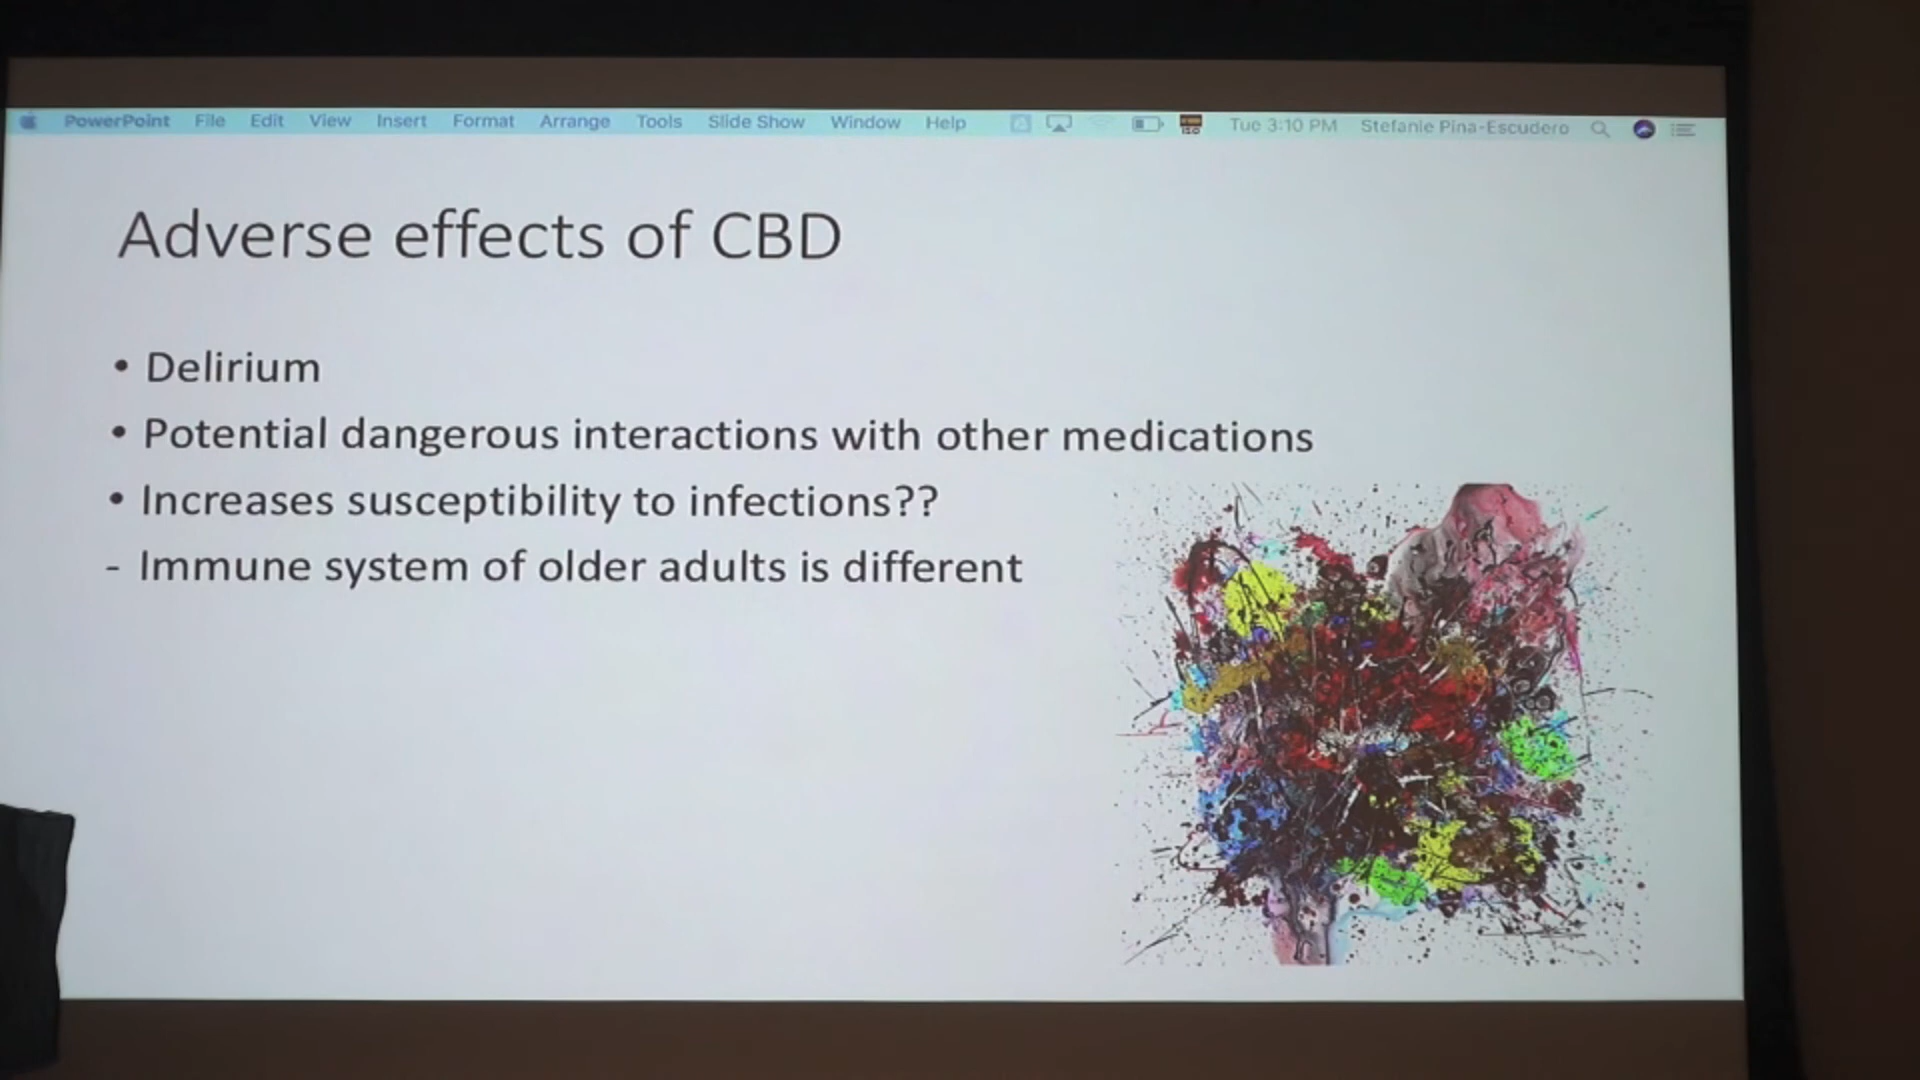 PowerPoint File Edit View Insert Format Arrange Tools Slide Show Window Help Tue 3:10 PM Stefanie Pina-Escudero
Adverse effects of CBD
• Delirium
• Potential dangerous interactions with other medications
• Increases susceptibility to infections??
- Immune system of older adults is different